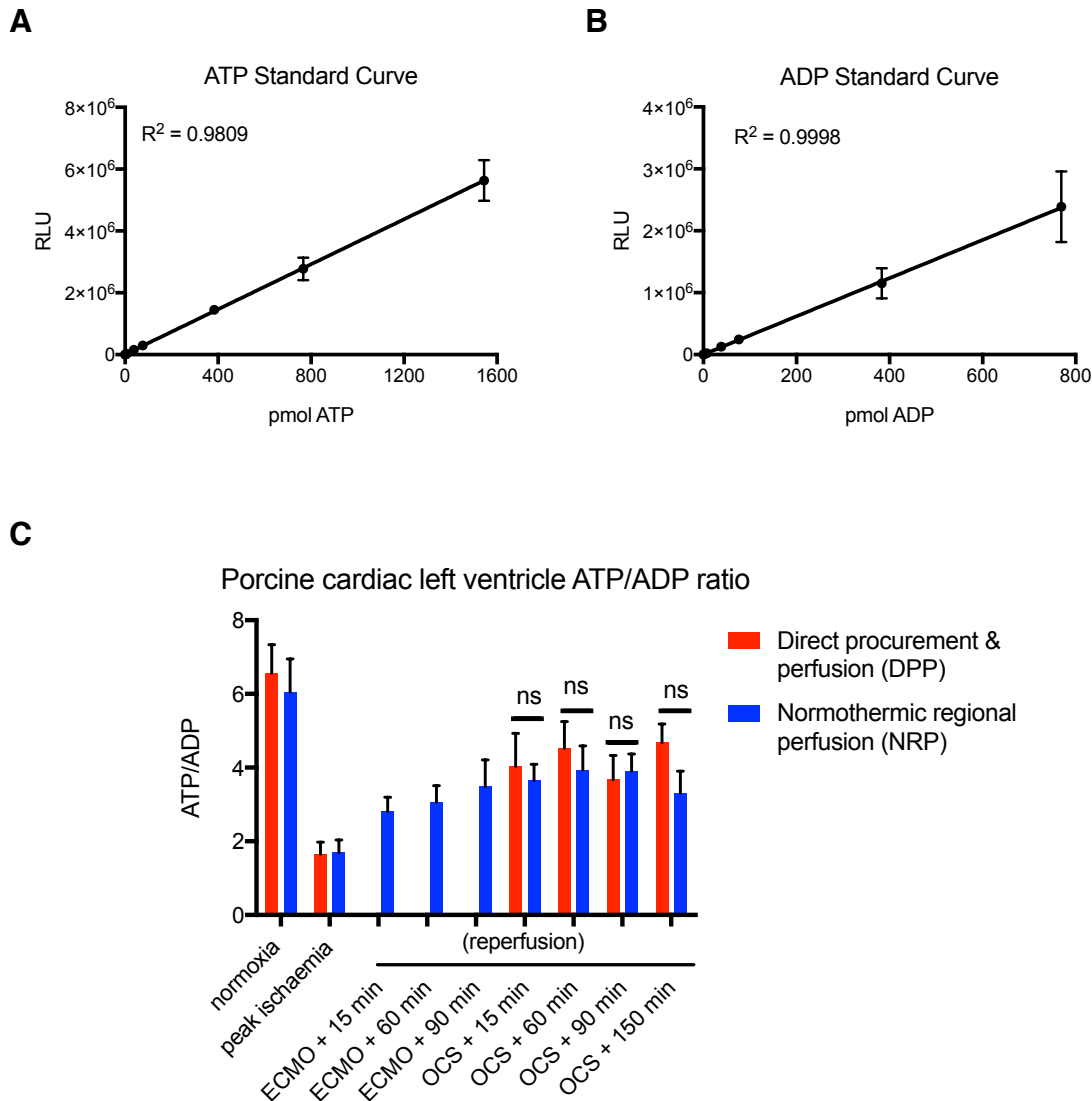 A
ATP Standard Curve
8×10⁶
6×10⁶
4×10⁶
2×10⁶
0
R² = 0.9809
RLU
0 400 800 1200 1600
pmol ATP
B
ADP Standard Curve
4×10⁶
3×10⁶
2×10⁶
1×10⁶
0
R² = 0.9998
RLU
0 200 400 600 800
pmol ADP
C
Porcine cardiac left ventricle ATP/ADP ratio
8
6
4
2
0
ATP/ADP
ns
ns
ns
ns
Direct procurement &
perfusion (DPP)
Normothermic regional
perfusion (NRP)
(reperfusion)
normoxia
peak ischaemia
ECMO + 15 min
ECMO + 60 min
ECMO + 90 min
OCS + 15 min
OCS + 60 min
OCS + 90 min
OCS + 150 min